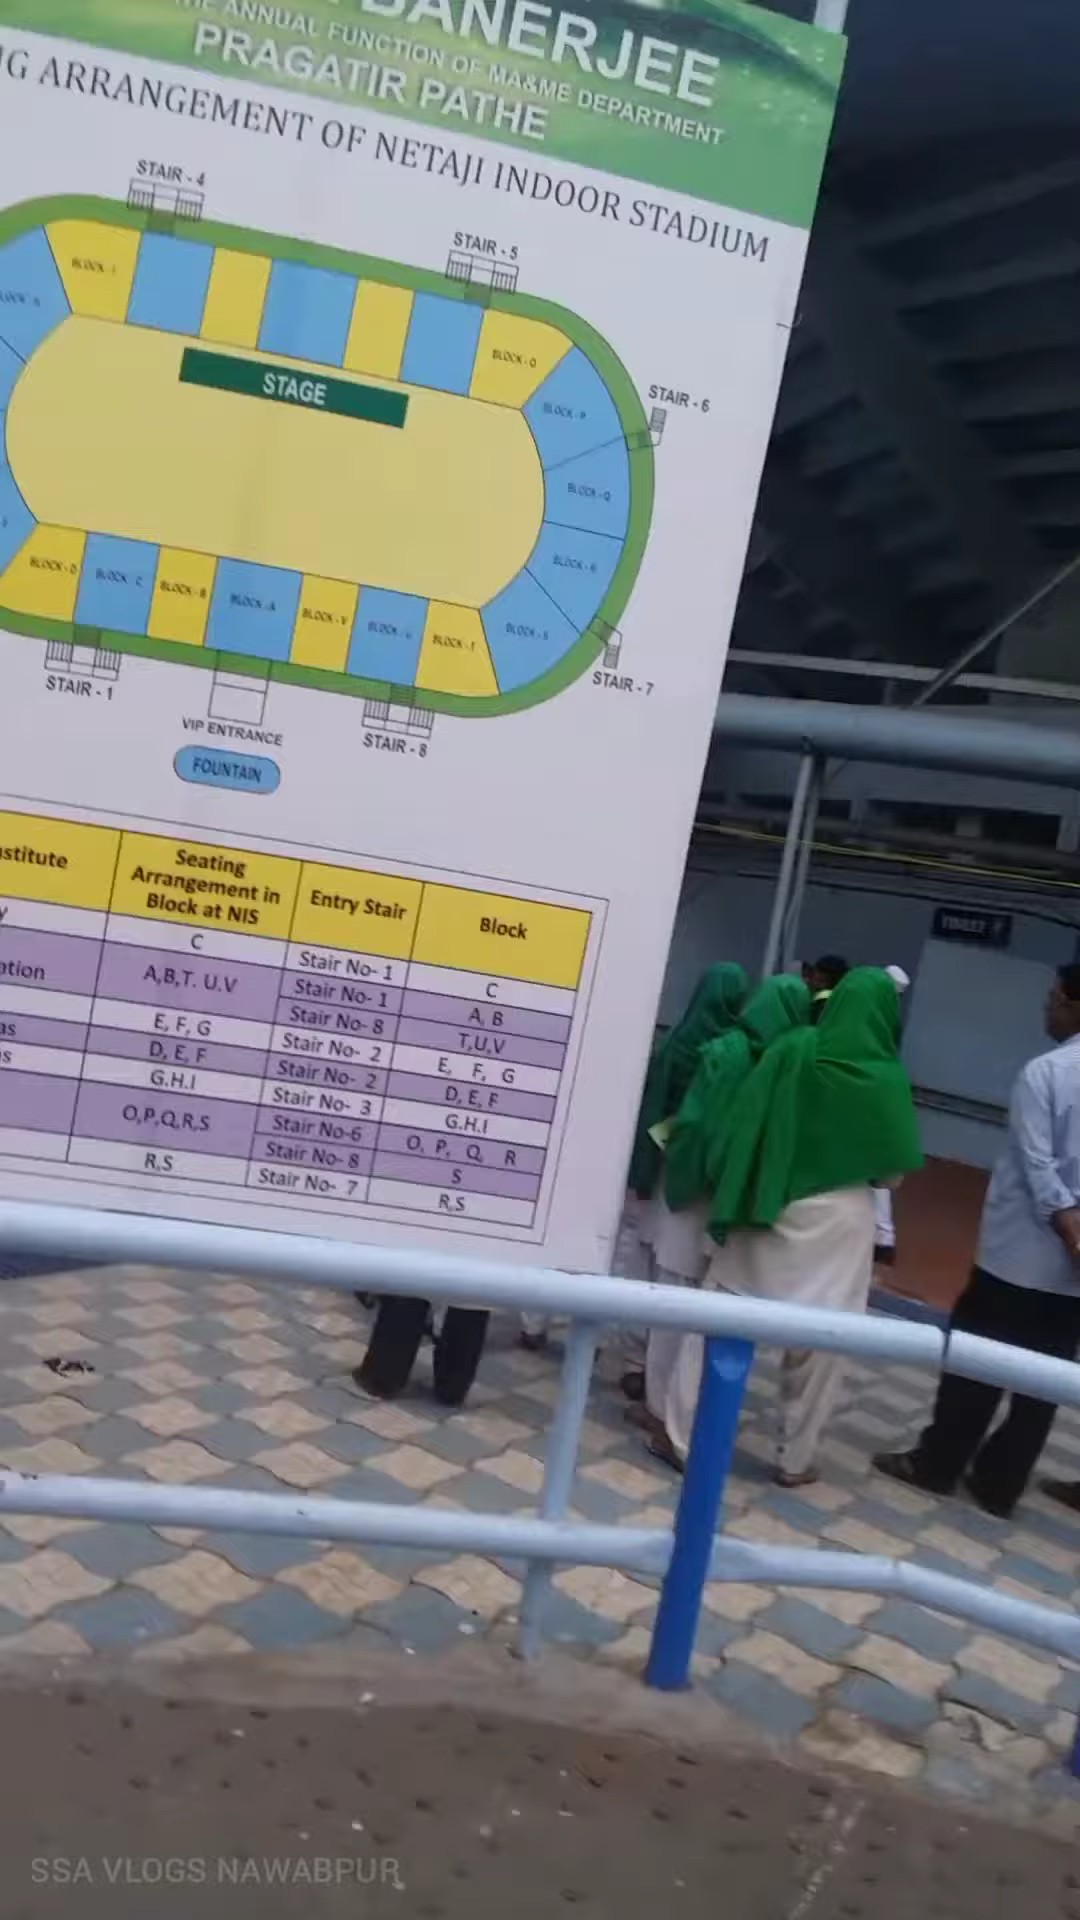 BANERJEE
THE ANNUAL FUNCTION OF MA&ME DEPARTMENT
PRAGATIR PATHE
ARRANGEMENT OF NETAJI INDOOR STADIUM
STAIR - 4
STAIR - 5
BLOCK - I
BLOCK - O
STAGE
BLOCK - P
STAIR - 6
BLOCK - Q
BLOCK - R
BLOCK - D
BLOCK - C
BLOCK - B
BLOCK - A
BLOCK - V
BLOCK - U
BLOCK - T
BLOCK - S
STAIR - 7
STAIR - 1
VIP ENTRANCE
STAIR - 8
FOUNTAIN
Seating Arrangement in Block at NIS Entry Stair Block
C Stair No- 1 C
A,B,T. U.V Stair No- 1 A, B
Stair No- 8 T,U,V
E, F, G Stair No- 2 E, F, G
D, E, F Stair No- 2 D, E, F
G.H.I Stair No- 3 G.H.I
O,P,Q,R,S Stair No-6 O, P, Q, R
Stair No- 8 S
R,S Stair No- 7 R,S
TOILET
SSA VLOGS NAWABPUR